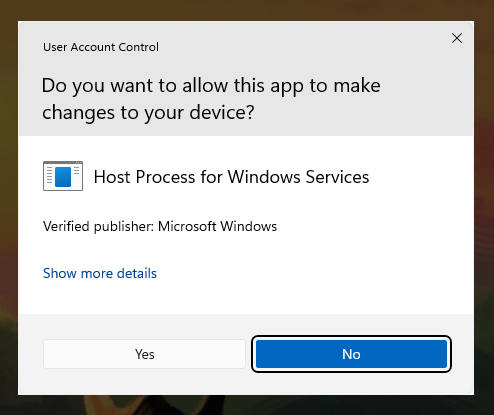 User Account Control
Do you want to allow this app to make
changes to your device?
Host Process for Windows Services
Verified publisher: Microsoft Windows
Show more details
Yes
No